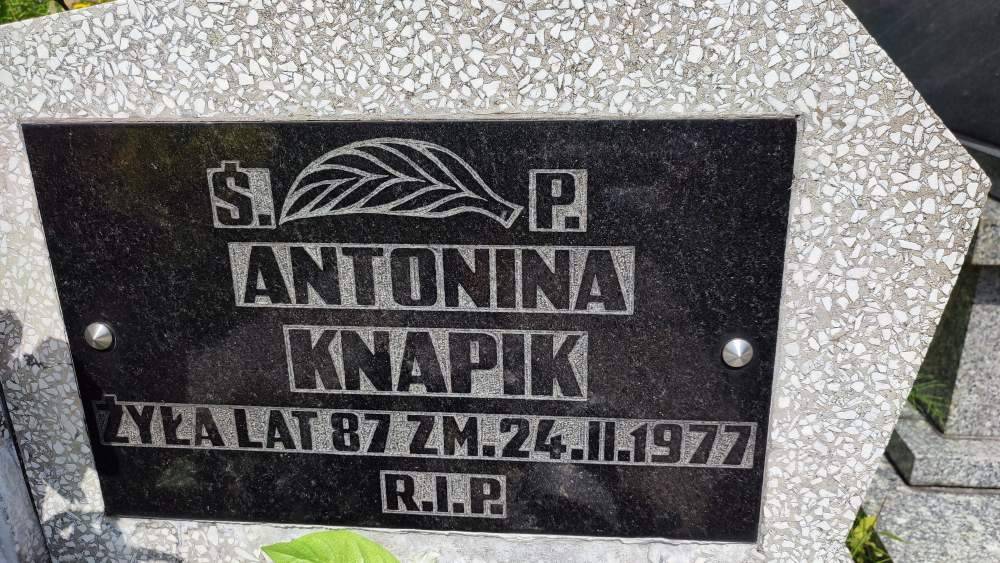 Ś. P.
ANTONINA
KNAPIK
ŻYŁA LAT 87 ZM. 24.II.1977
R.I.P.